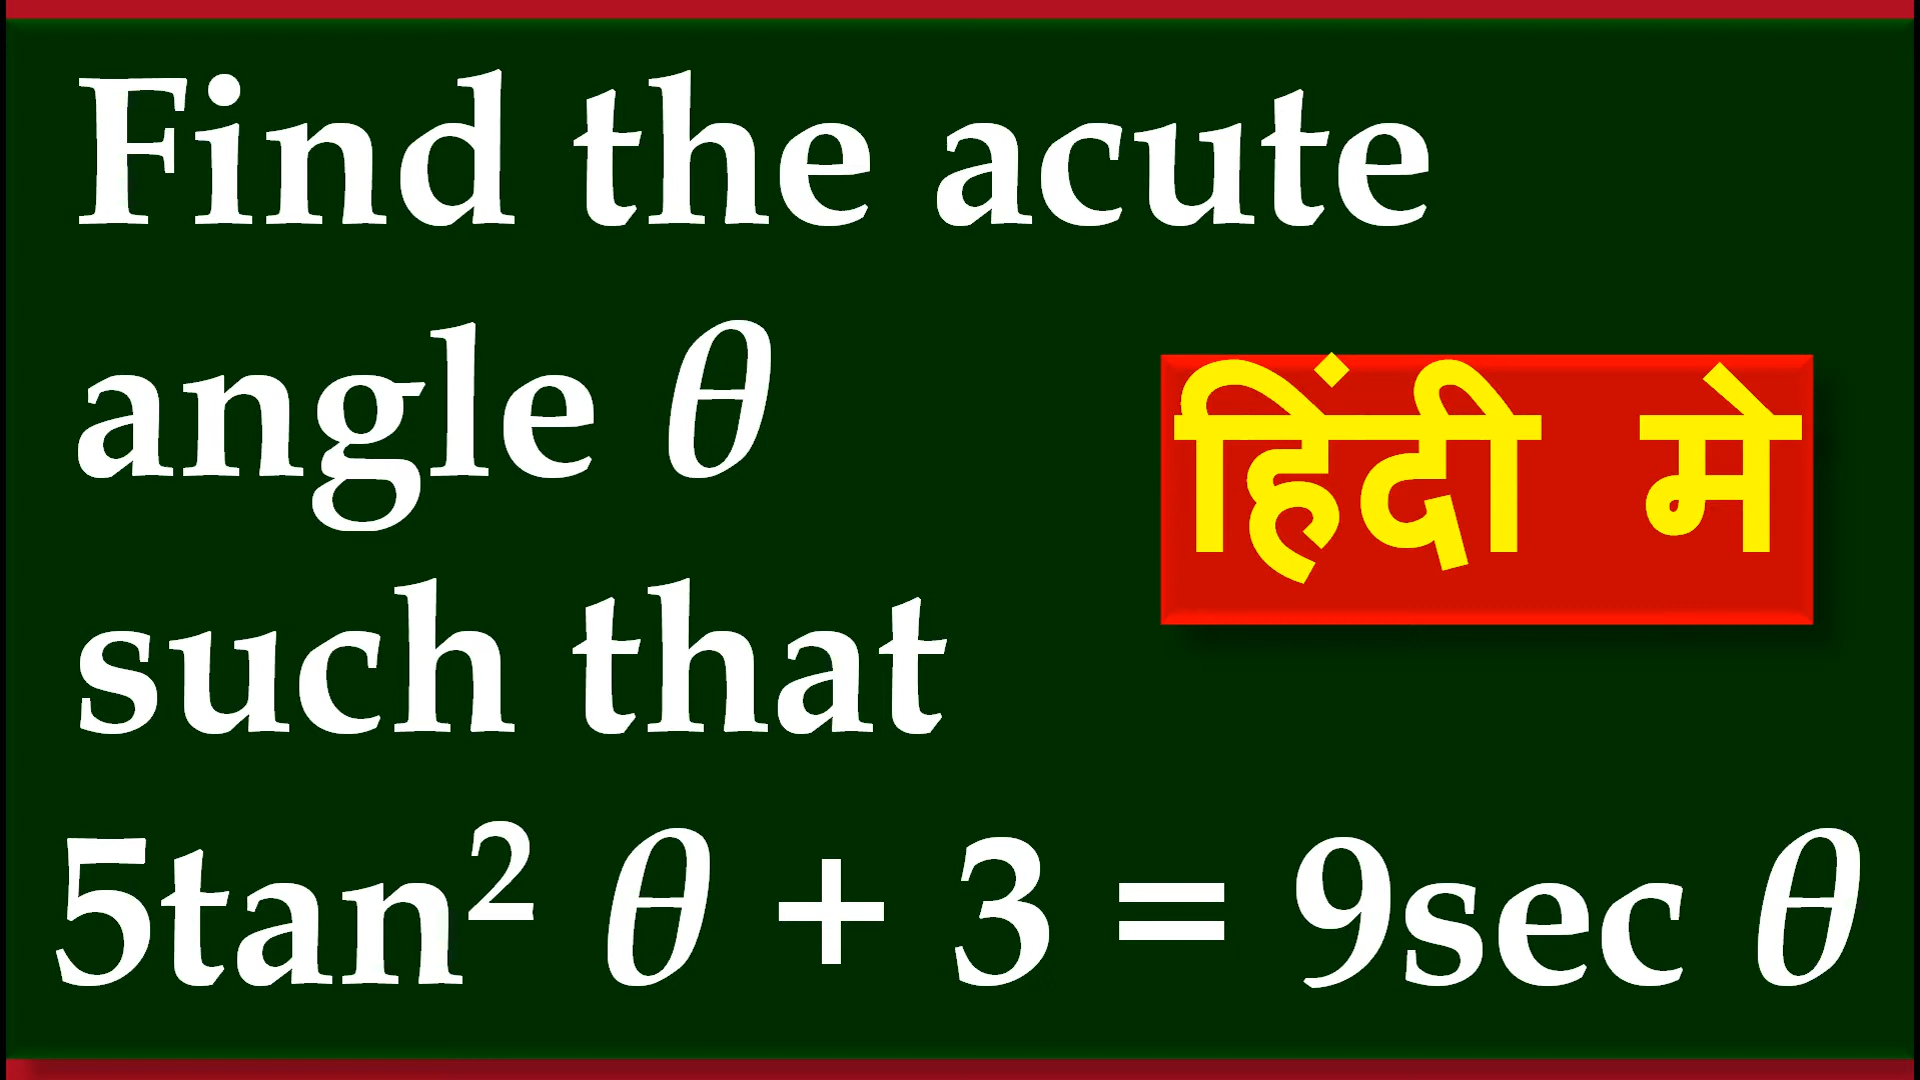 Find the acute
angle θ
हिंदी मे
such that
5tan² θ + 3 = 9sec θ